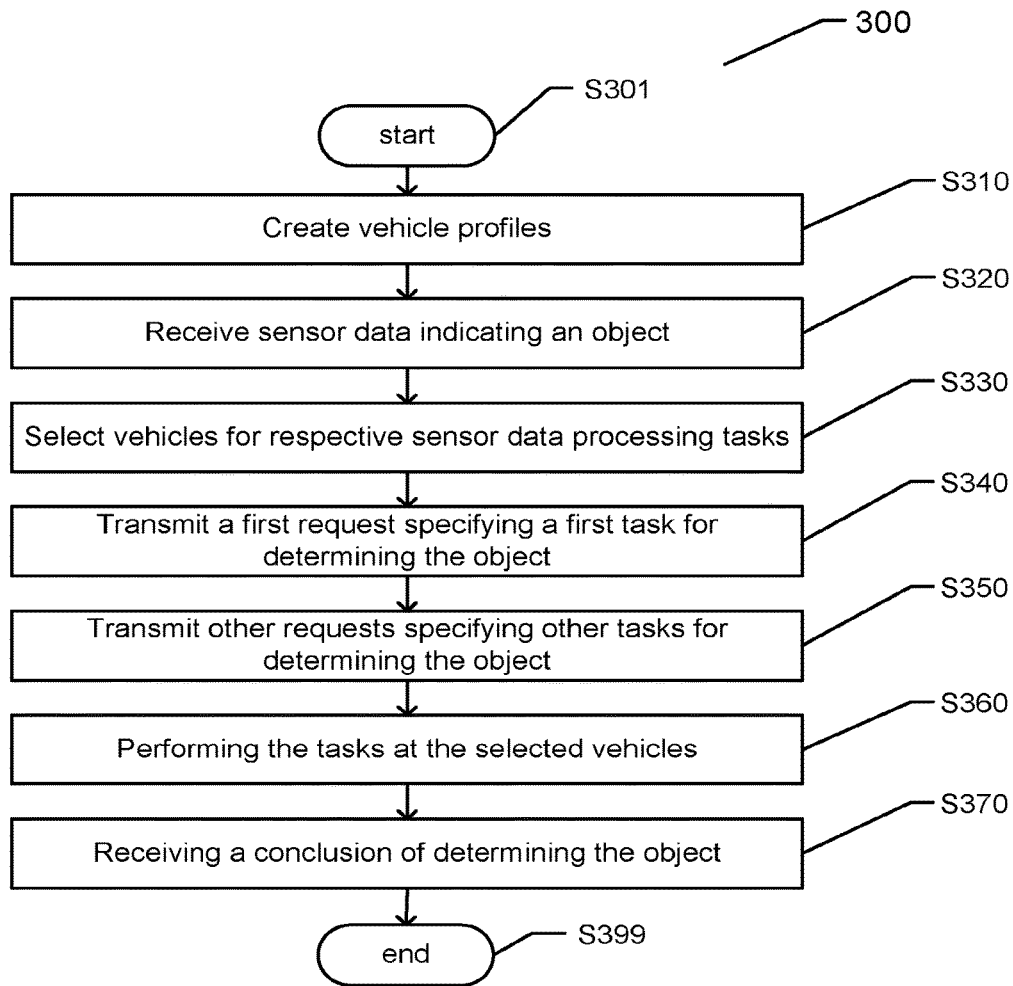 300
S301
start
S310
Create vehicle profiles
S320
Receive sensor data indicating an object
S330
Select vehicles for respective sensor data processing tasks
S340
Transmit a first request specifying a first task for
determining the object
S350
Transmit other requests specifying other tasks for
determining the object
S360
Performing the tasks at the selected vehicles
S370
Receiving a conclusion of determining the object
S399
end